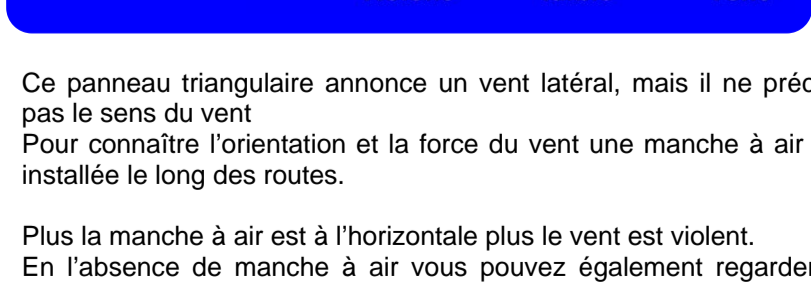 Ce panneau triangulaire annonce un vent latéral, mais il ne
pas le sens du vent
Pour connaître l’orientation et la force du vent une manche à air
installée le long des routes.
Plus la manche à air est à l’horizontale plus le vent est violent.
En l’absence de manche à air vous pouvez également